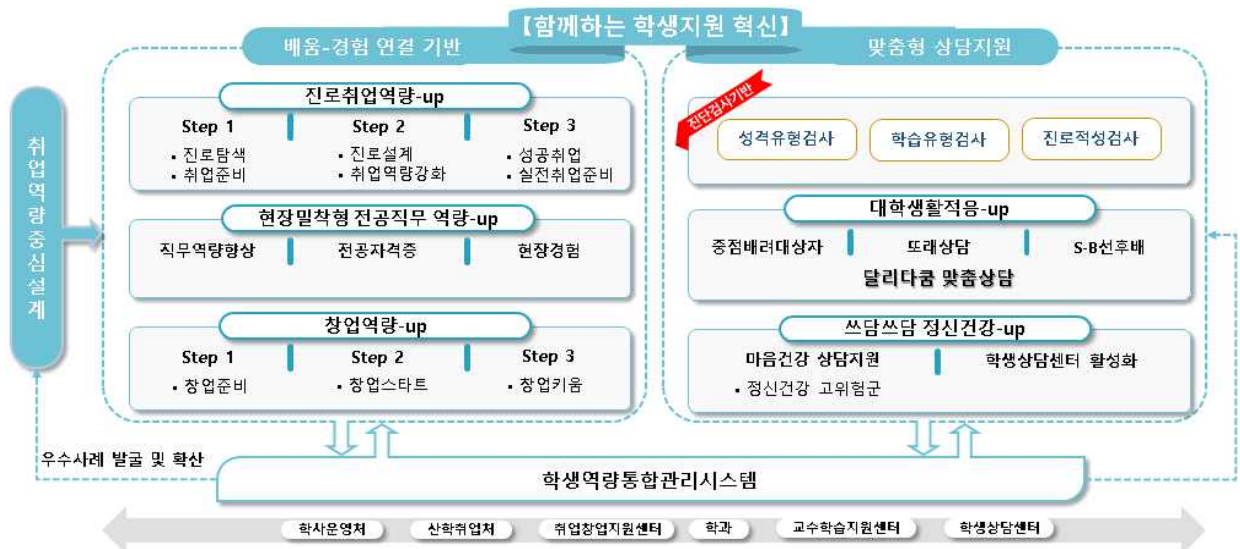 【함께하는 학생지원 혁신】
배움-경험 연결 기반
맞춤형 상담지원
취업역량중심설계
진로취업역량-up
Step 1
Step 2
Step 3
▪ 진로탐색
▪ 진로설계
▪ 성공취업
▪ 취업준비
▪ 취업역량강화
▪ 실전취업준비
현장밀착형 전공직무 역량-up
직무역량향상
전공자격증
현장경험
창업역량-up
Step 1
Step 2
Step 3
▪ 창업준비
▪ 창업스타트
▪ 창업키움
진단검사기반
성격유형검사
학습유형검사
진로적성검사
대학생활적응-up
중점배려대상자
또래상담
S-B선후배
달리다쿰 맞춤상담
쓰담쓰담 정신건강-up
마음건강 상담지원
학생상담센터 활성화
▪ 정신건강 고위험군
우수사례 발굴 및 확산
학생역량통합관리시스템
학사운영처
산학취업처
취업창업지원센터
학과
교수학습지원센터
학생상담센터